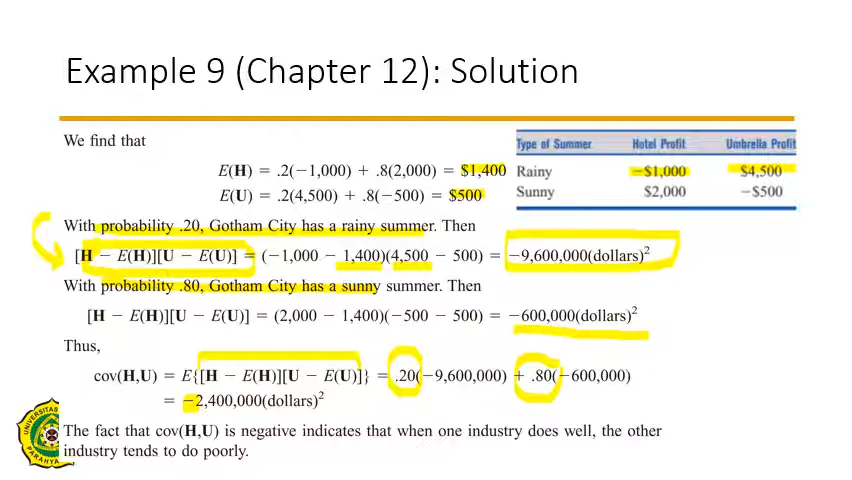 Example 9 (Chapter 12): Solution
We find that
E(H) = .2(−1,000) + .8(2,000) = $1,400
E(U) = .2(4,500) + .8(−500) = $500
Type of Summer Hotel Profit Umbrella Profit
Rainy −$1,000 $4,500
Sunny $2,000 −$500
With probability .20, Gotham City has a rainy summer. Then
[H − E(H)][U − E(U)] = (−1,000 − 1,400)(4,500 − 500) = −9,600,000(dollars)²
With probability .80, Gotham City has a sunny summer. Then
[H − E(H)][U − E(U)] = (2,000 − 1,400)(−500 − 500) = −600,000(dollars)²
Thus,
cov(H,U) = E{[H − E(H)][U − E(U)]} = .20(−9,600,000) + .80(−600,000)
= −2,400,000(dollars)²
UNIVERSITAS
The fact that cov(H,U) is negative indicates that when one industry does well, the other
industry tends to do poorly.